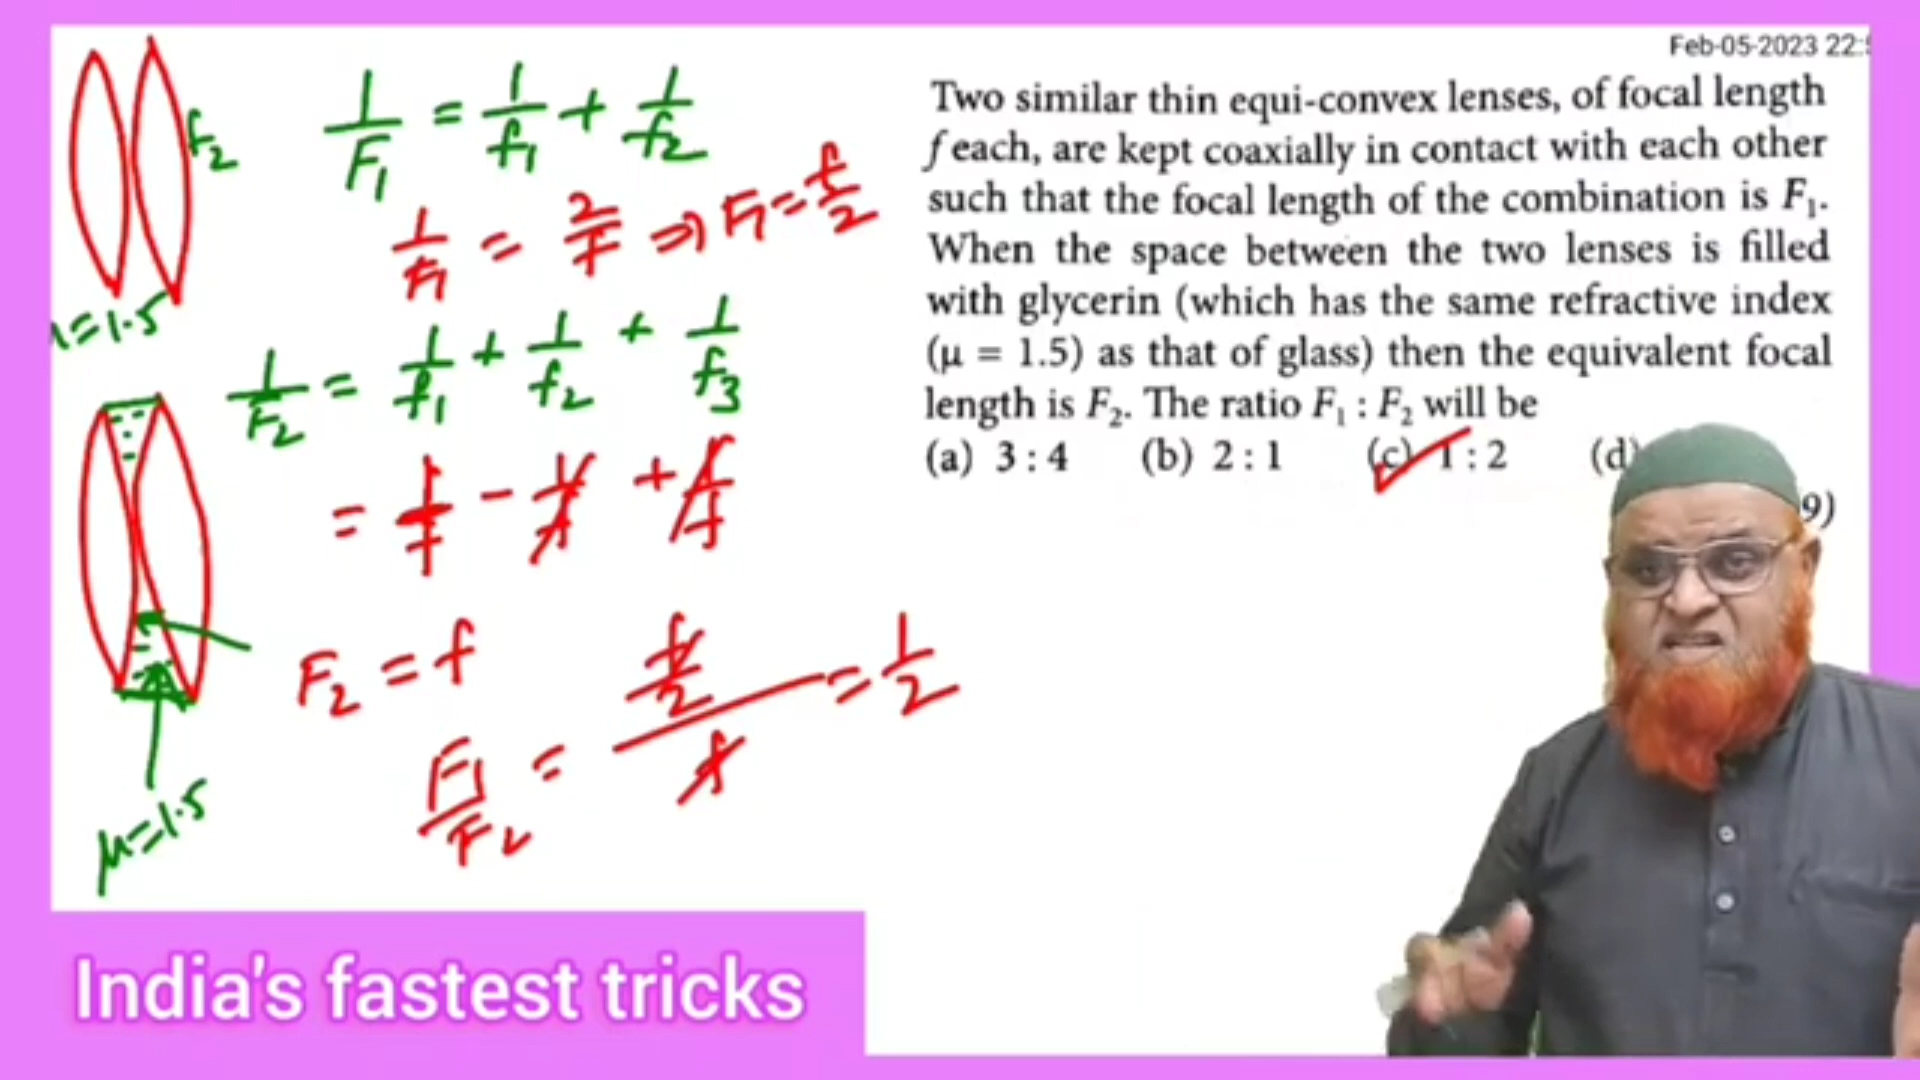 Feb-05-2023 22:
Two similar thin equi-convex lenses, of focal length
f each, are kept coaxially in contact with each other
such that the focal length of the combination is F₁.
When the space between the two lenses is filled
with glycerin (which has the same refractive index
(μ = 1.5) as that of glass) then the equivalent focal
length is F₂. The ratio F₁ : F₂ will be
(a) 3 : 4 (b) 2 : 1 (c) 1 : 2 (d)
9)
F₂
1/F₁ = 1/f₁ + 1/f₂
1/F₁ = 2/f ⇒ F₁ = f/2
= 1.5
1/F₂ = 1/f₁ + 1/f₂ + 1/f₃
= 1/f - 1/f + 1/f
F₂ = f
F₁/F₂ = f/2/f = 1/2
μ = 1.5
India's fastest tricks